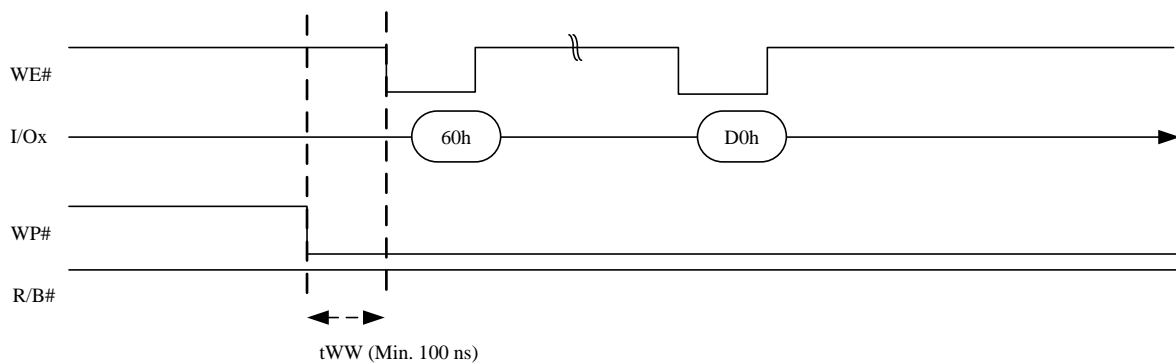 WE#
I/Ox
60h
D0h
WP#
R/B#
tWW (Min. 100 ns)